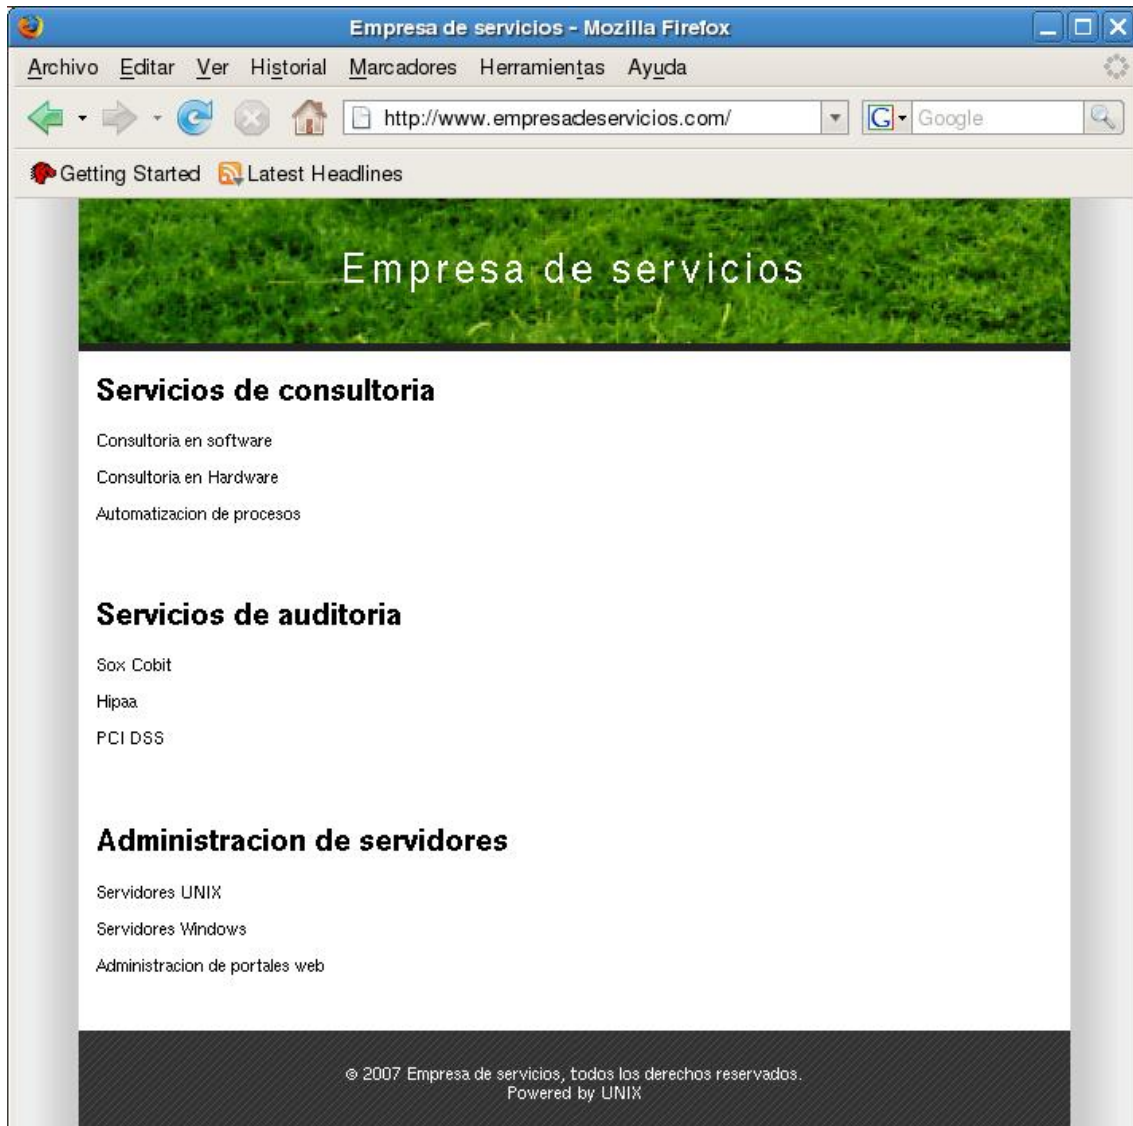 Empresa de servicios - Mozilla Firefox
Archivo Editar Ver Historial Marcadores Herramientas Ayuda
http://www.empresadeservicios.com/ G Google
Getting Started Latest Headlines
Empresa de servicios
Servicios de consultoria
Consultoria en software
Consultoria en Hardware
Automatizacion de procesos
Servicios de auditoria
Sox Cobit
Hipaa
PCI DSS
Administracion de servidores
Servidores UNIX
Servidores Windows
Administracion de portales web
© 2007 Empresa de servicios, todos los derechos reservados.
Powered by UNIX